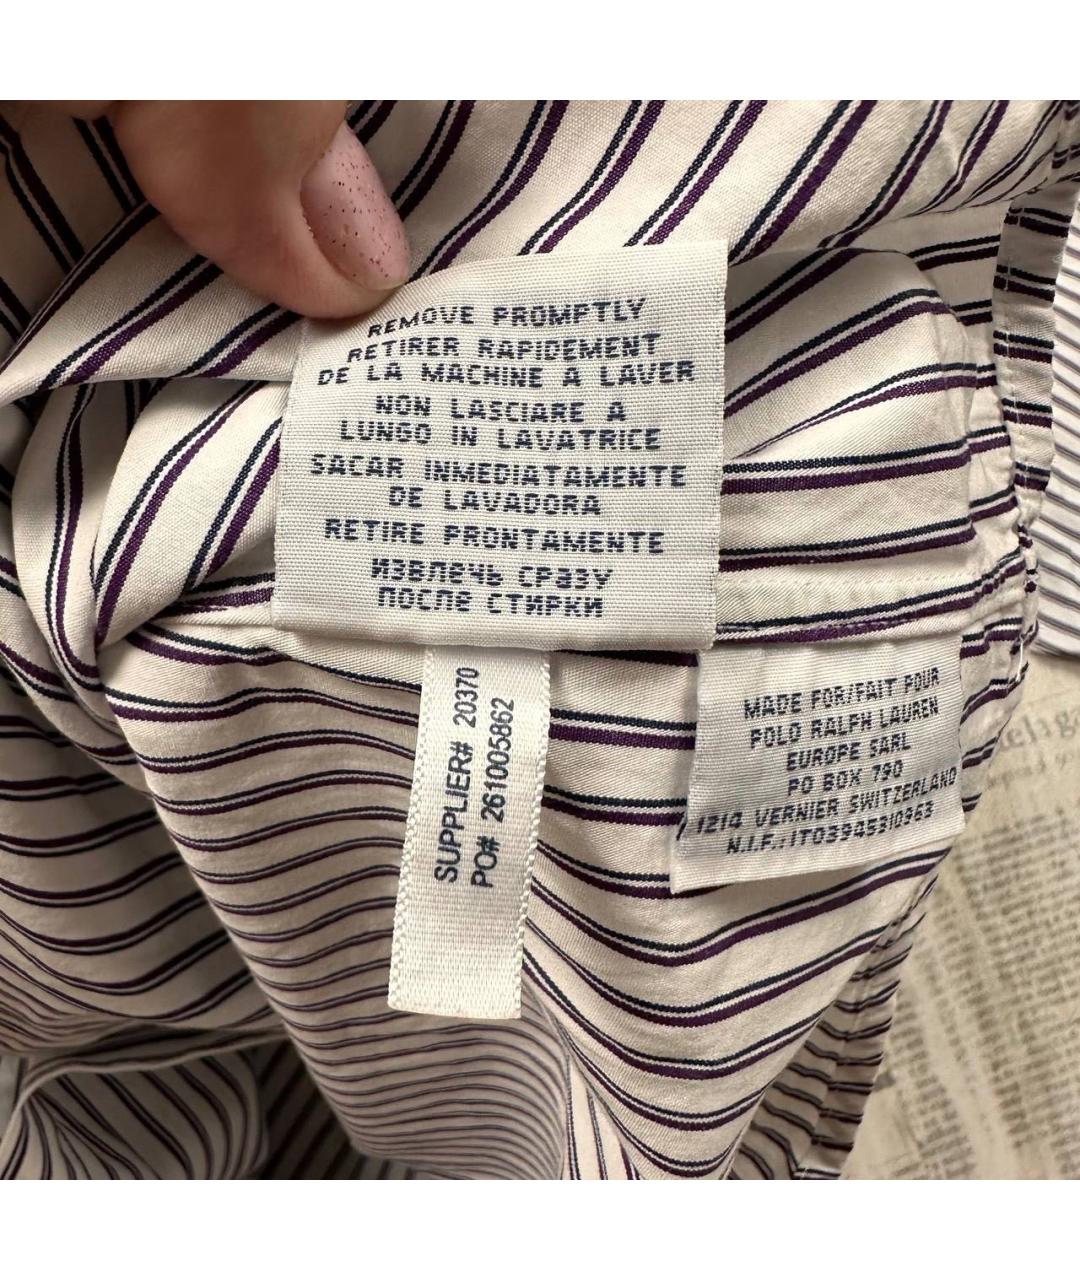 REMOVE PROMPTLY
RETIRER RAPIDEMENT
DE LA MACHINE A LAVER
NON LASCIARE A
LUNGO IN LAVATRICE
SACAR INMEDIATAMENTE
DE LAVADORA
RETIRE PRONTAMENTE
ИЗВЛЕЧЬ СРАЗУ
ПОСЛЕ СТИРКИ
SUPPLIER# 20370
PO# 261005862
MADE FOR/FAIT POUR
POLO RALPH LAUREN
EUROPE SARL
PO BOX 790
1214 VERNIER SWITZERLAND
N.I.F.:IT03945310963